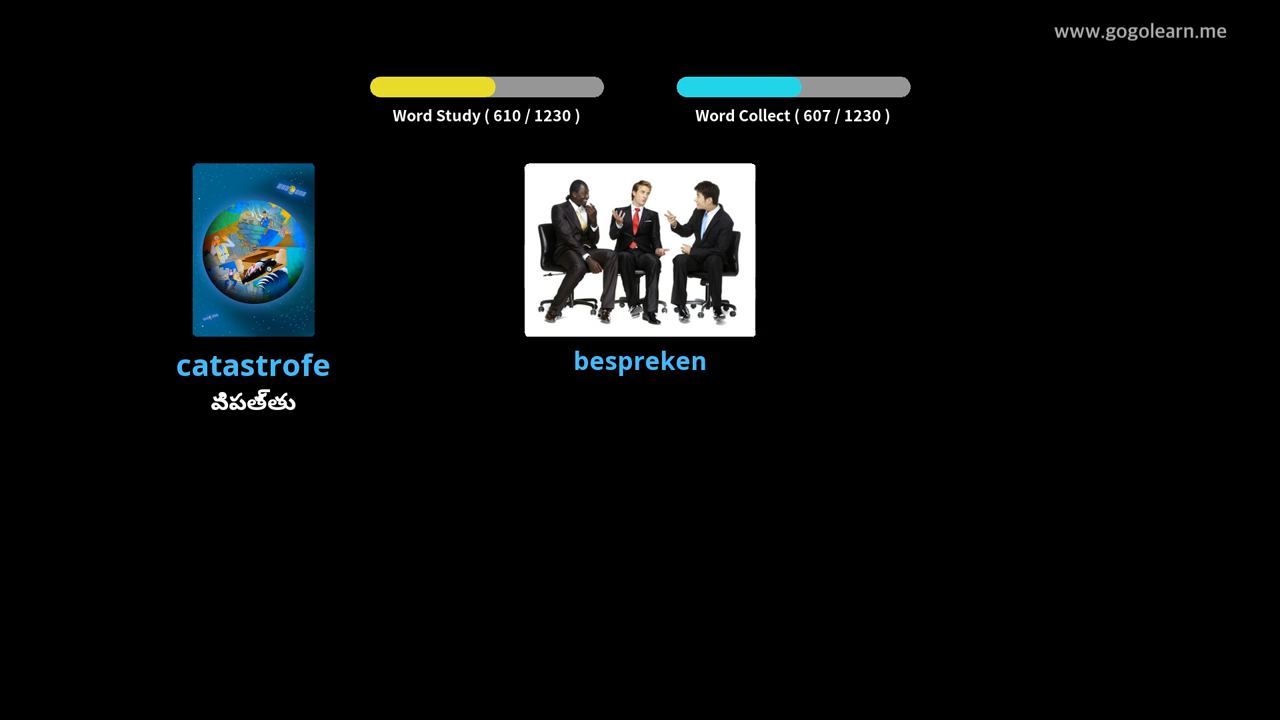 www.gogolearn.me
Word Study ( 610 / 1230 )
Word Collect ( 607 / 1230 )
catastrofe
విపత్తు
bespreken